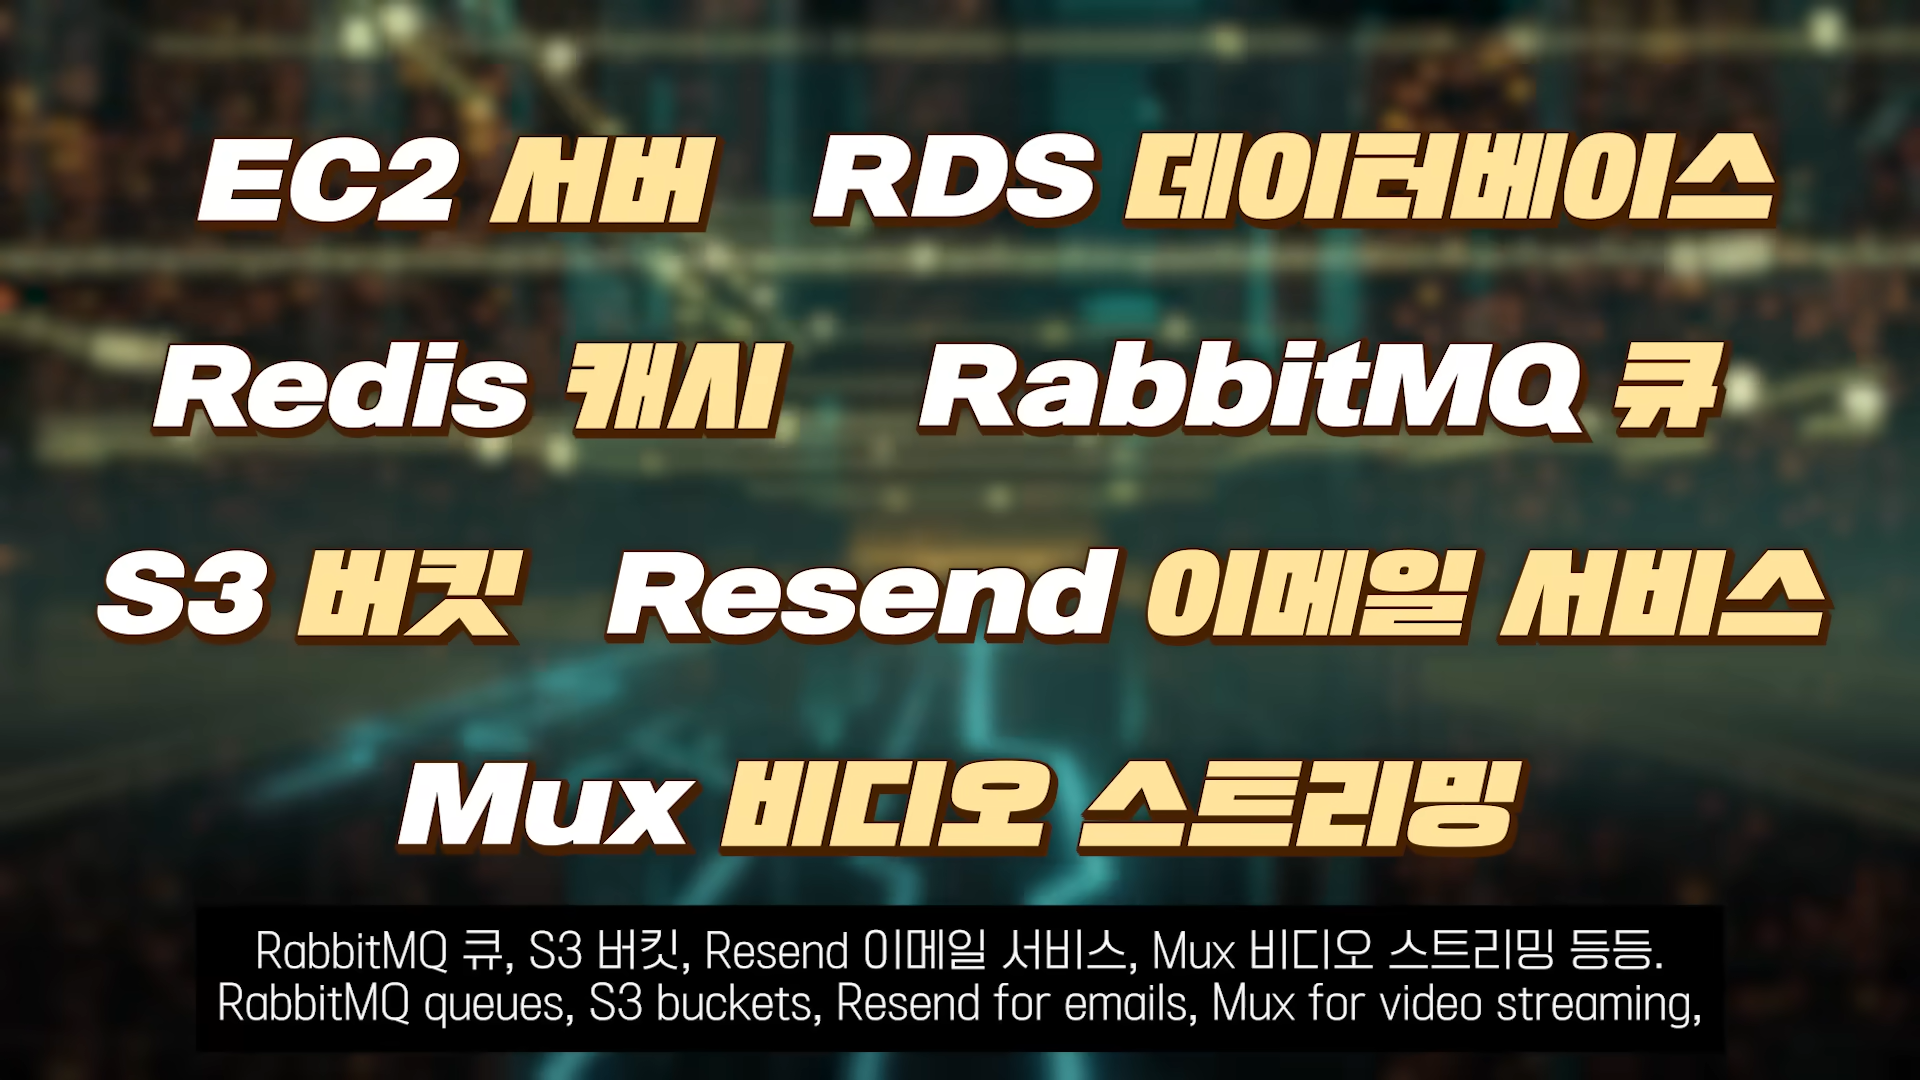 EC2 서버 RDS 데이터베이스
Redis 캐시 RabbitMQ 큐
S3 버킷 Resend 이메일 서비스
Mux 비디오 스트리밍
RabbitMQ 큐, S3 버킷, Resend 이메일 서비스, Mux 비디오 스트리밍 등등.
RabbitMQ queues, S3 buckets, Resend for emails, Mux for video streaming,